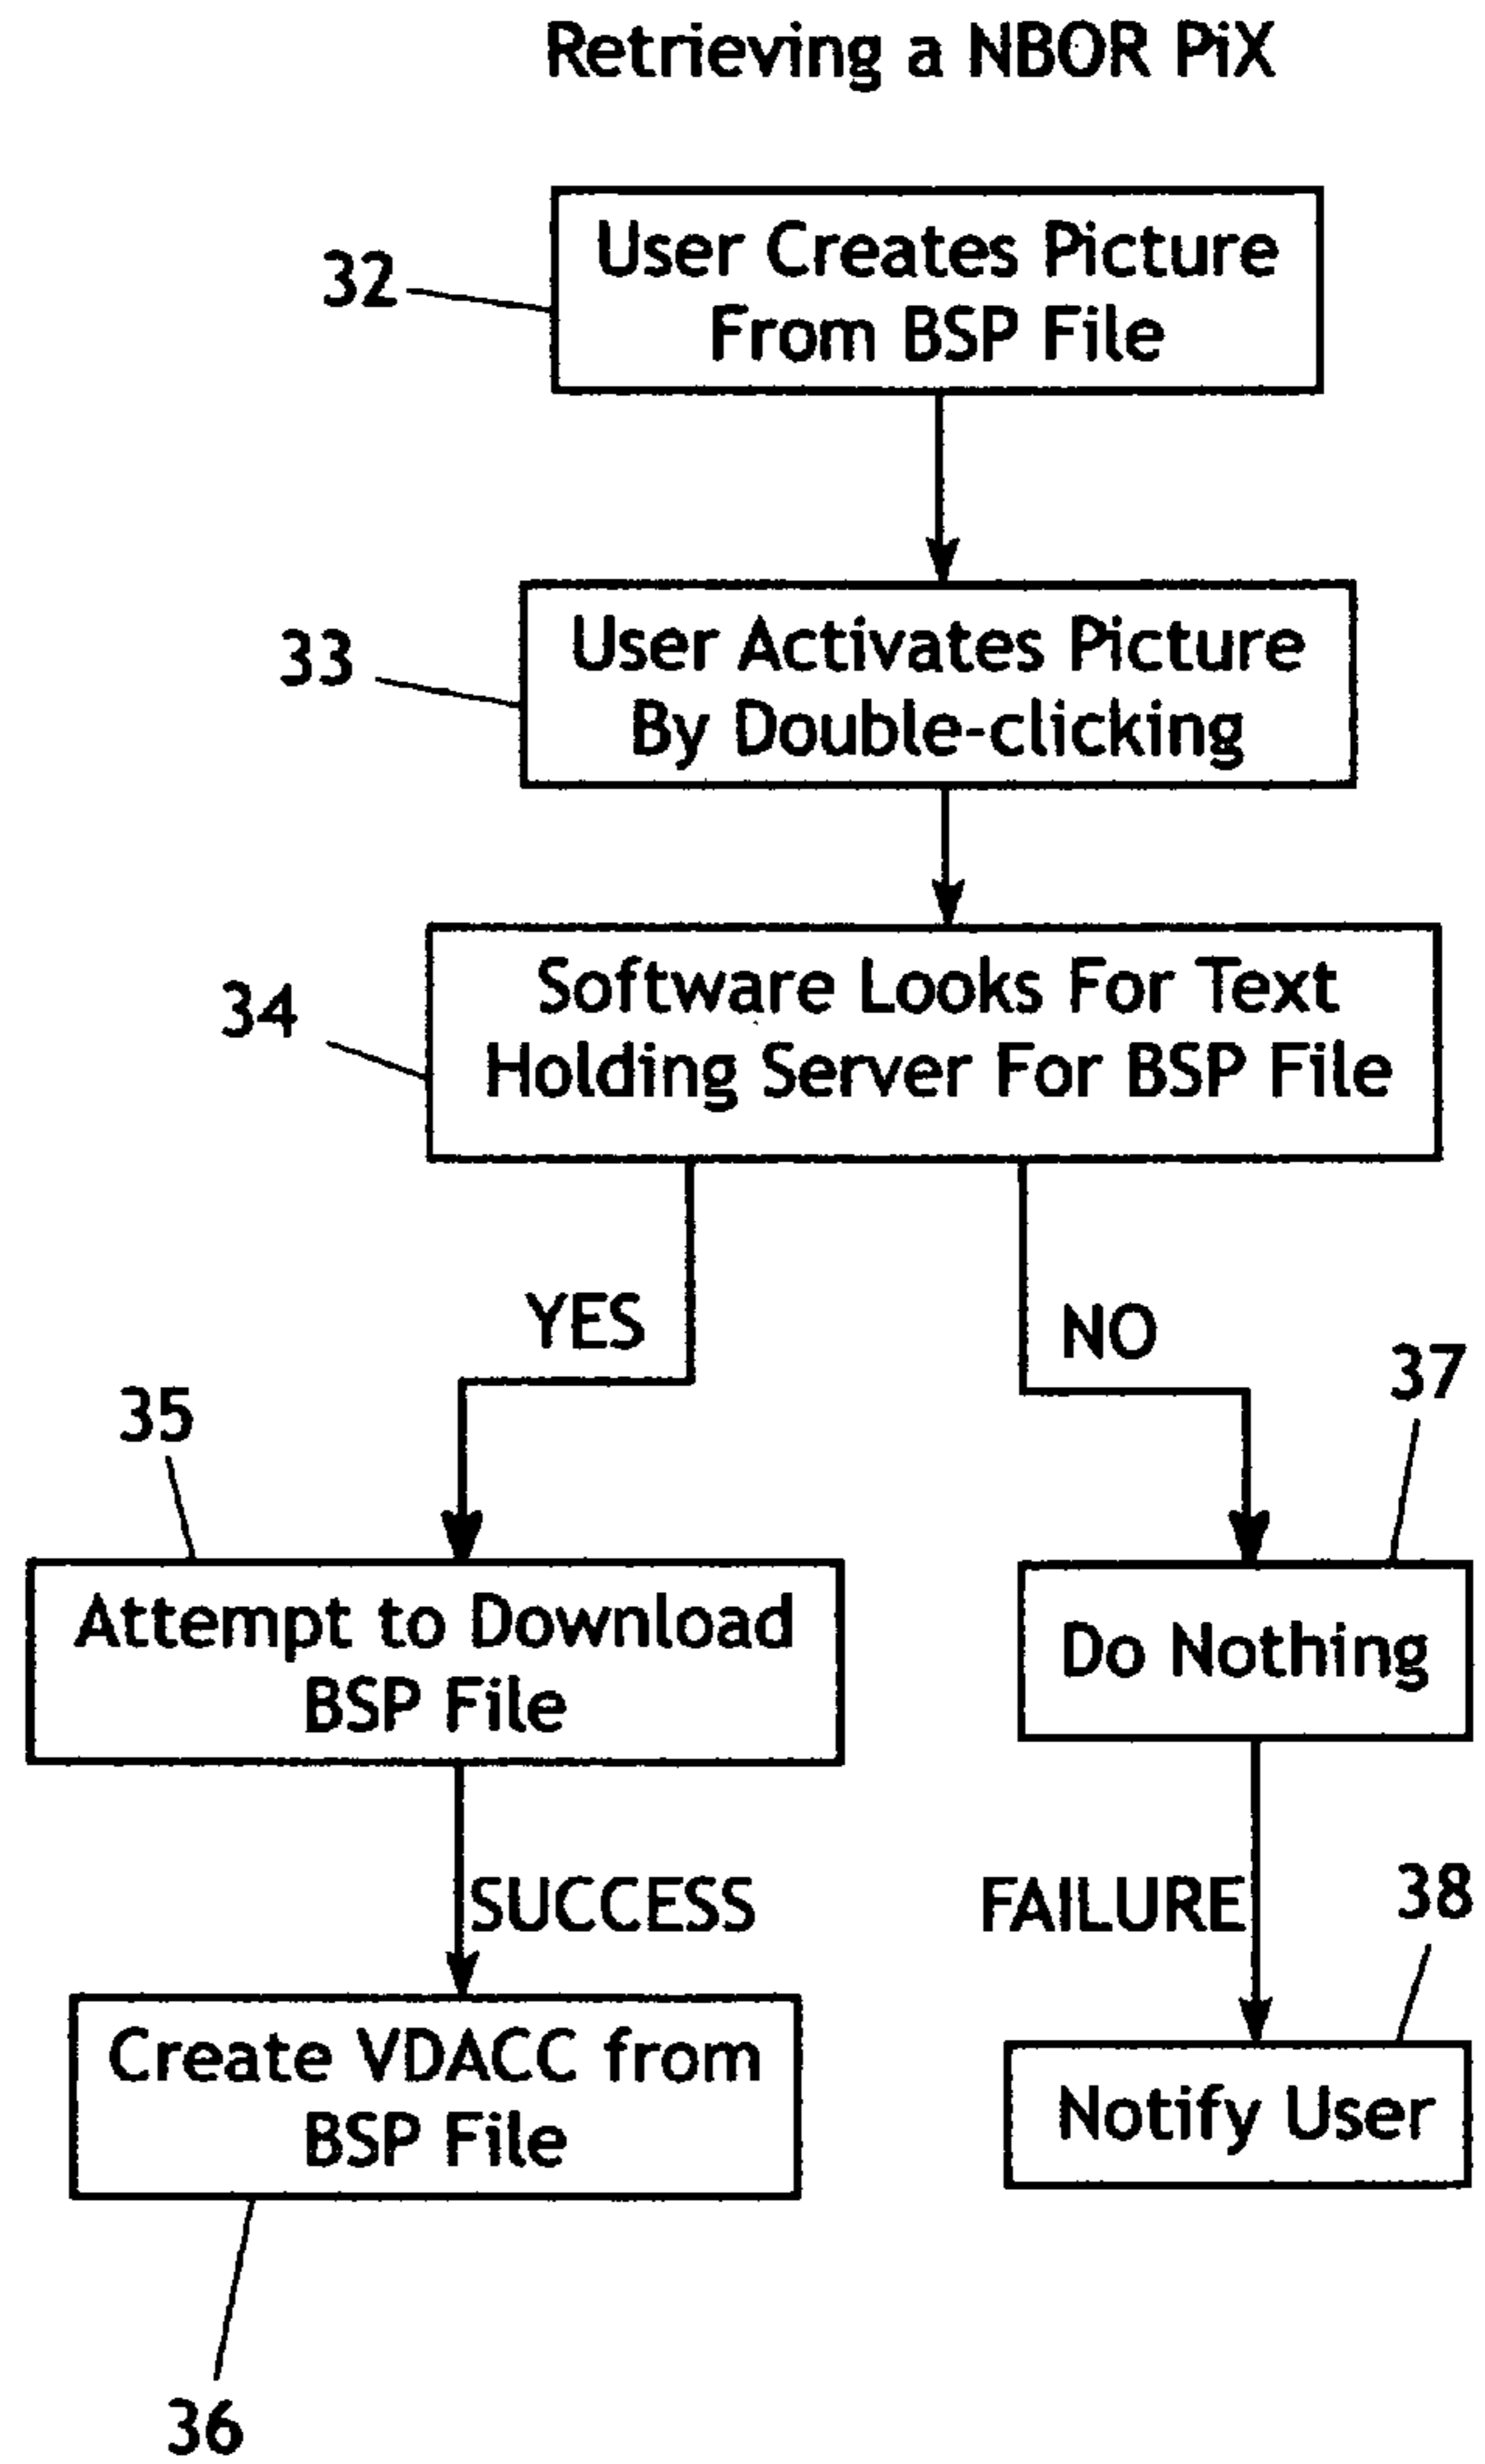 Retrieving a NBOR PiX
32
User Creates Picture
From BSP File
33
User Activates Picture
By Double-clicking
34
Software Looks For Text
Holding Server For BSP File
YES
NO
35
37
Attempt to Download
BSP File
Do Nothing
SUCCESS
FAILURE
38
Create VDACC from
BSP File
Notify User
36